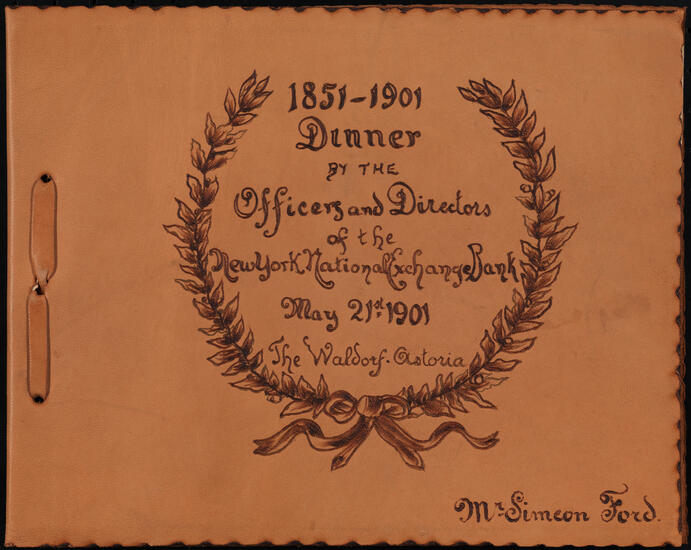 1851-1901
Dinner
BY THE
Officers and Directors
of the
New York National Exchange Bank
May 21st 1901
The Waldorf-Astoria
Mr. Simeon Ford.